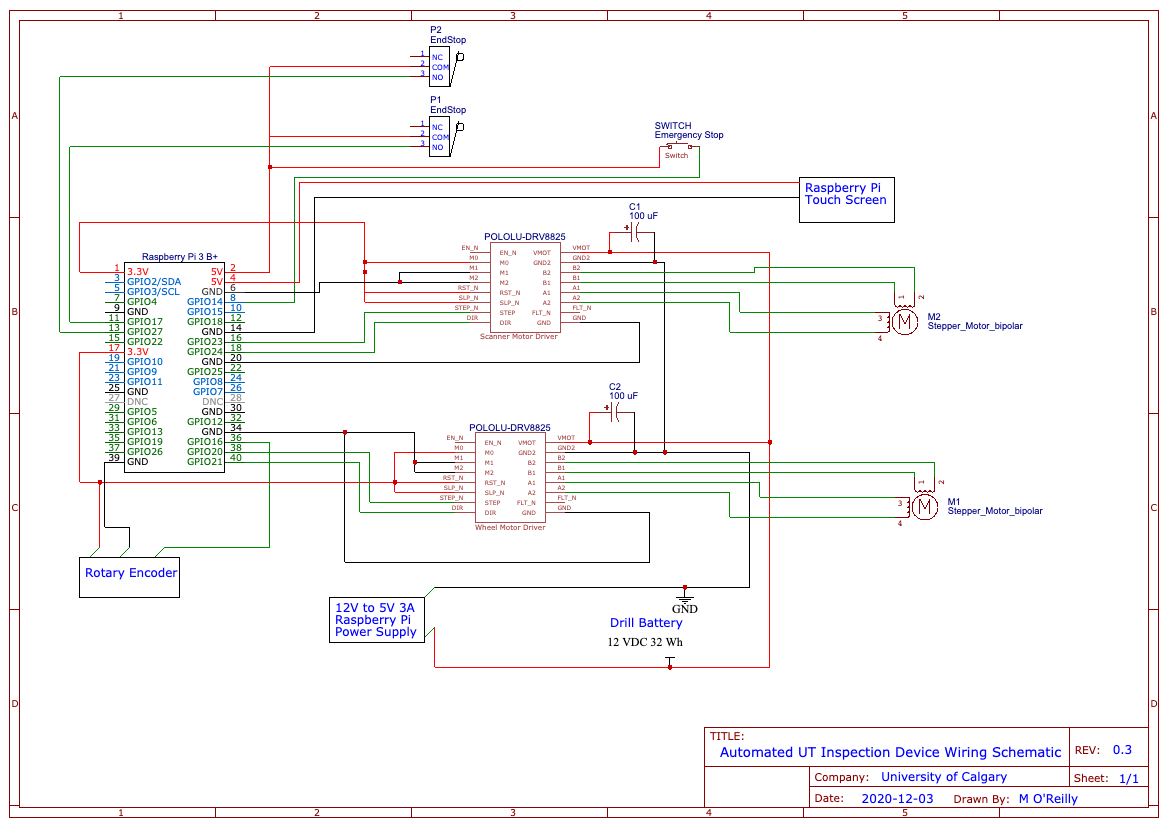 1 2 3 4 5
A
B
C
D
A
B
C
D
P2
EndStop
1 NC
2 COM
3 NO
P1
EndStop
1 NC
2 COM
3 NO
SWITCH
Emergency Stop
Switch
Raspberry Pi
Touch Screen
C1
100 uF
+
POLOLU-DRV8825
EN_N EN_N VMOT VMOT
M0 M0 GND2 GND2
M1 M1 B2 B2
M2 M2 B1 B1
RST_N RST_N A1 A1
SLP_N SLP_N A2 A2
STEP_N STEP FLT_N FLT_N
DIR DIR GND GND
Scanner Motor Driver
1 2
3 M
4
M2
Stepper_Motor_bipolar
Raspberry Pi 3 B+
1 3.3V 5V 2
3 GPIO2/SDA 5V 4
5 GPIO3/SCL GND 6
7 GPIO4 GPIO14 8
9 GND GPIO15 10
11 GPIO17 GPIO18 12
13 GPIO27 GND 14
15 GPIO22 GPIO23 16
17 3.3V GPIO24 18
19 GPIO10 GND 20
21 GPIO9 GPIO25 22
23 GPIO11 GPIO8 24
25 GND GPIO7 26
27 DNC DNC 28
29 GPIO5 GND 30
31 GPIO6 GPIO12 32
33 GPIO13 GND 34
35 GPIO19 GPIO16 36
37 GPIO26 GPIO20 38
39 GND GPIO21 40
C2
100 uF
+
POLOLU-DRV8825
EN_N EN_N VMOT VMOT
M0 M0 GND2 GND2
M1 M1 B2 B2
M2 M2 B1 B1
RST_N RST_N A1 A1
SLP_N SLP_N A2 A2
STEP_N STEP FLT_N FLT_N
DIR DIR GND GND
Wheel Motor Driver
1 2
3 M
4
M1
Stepper_Motor_bipolar
Rotary Encoder
12V to 5V 3A
Raspberry Pi
Power Supply
GND
Drill Battery
12 VDC 32 Wh
TITLE:
Automated UT Inspection Device Wiring Schematic
REV: 0.3
Company: University of Calgary
Sheet: 1/1
Date: 2020-12-03 Drawn By: M O'Reilly
1 2 3 4 5